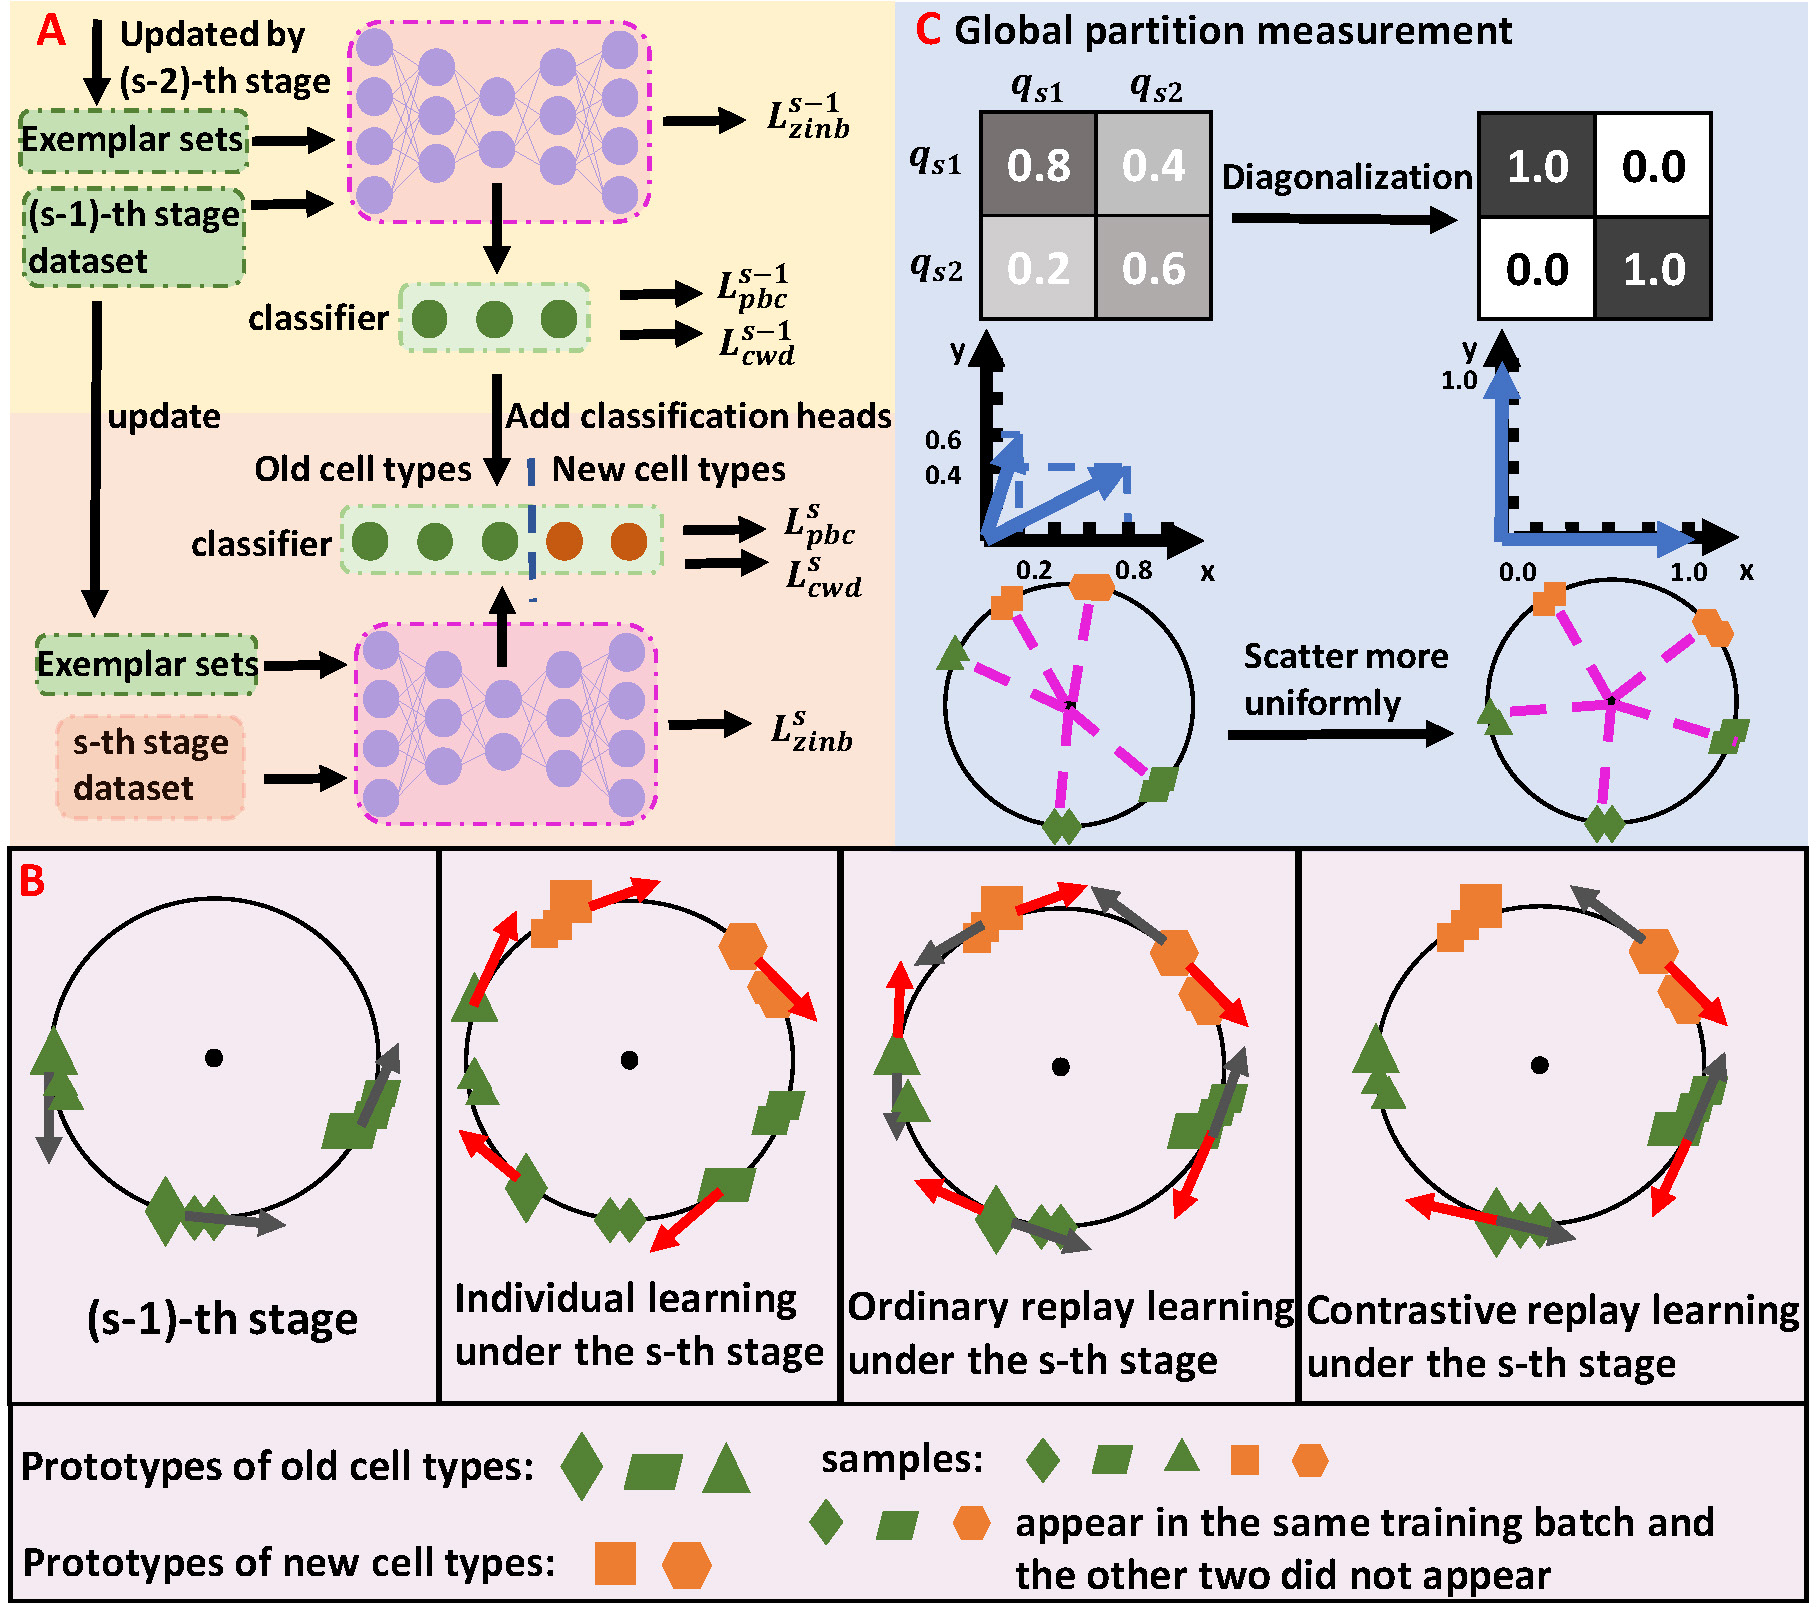 A
Updated by
(s-2)-th stage
Exemplar sets
(s-1)-th stage
dataset
$L_{zinb}^{s-1}$
classifier
$L_{pbc}^{s-1}$
$L_{cwd}^{s-1}$
update
Add classification heads
Old cell types
New cell types
classifier
$L_{pbc}^{s}$
$L_{cwd}^{s}$
Exemplar sets
s-th stage
dataset
$L_{zinb}^{s}$
C Global partition measurement
$q_{s1}$ $q_{s2}$
$q_{s1}$ 0.8 0.4
$q_{s2}$ 0.2 0.6
Diagonalization
1.0 0.0
0.0 1.0
y
0.6
0.4
0.2 0.8 x
y
1.0
0.0 1.0 x
Scatter more
uniformly
B
(s-1)-th stage
Individual learning
under the s-th stage
Ordinary replay learning
under the s-th stage
Contrastive replay learning
under the s-th stage
Prototypes of old cell types:
samples:
Prototypes of new cell types:
appear in the same training batch and
the other two did not appear